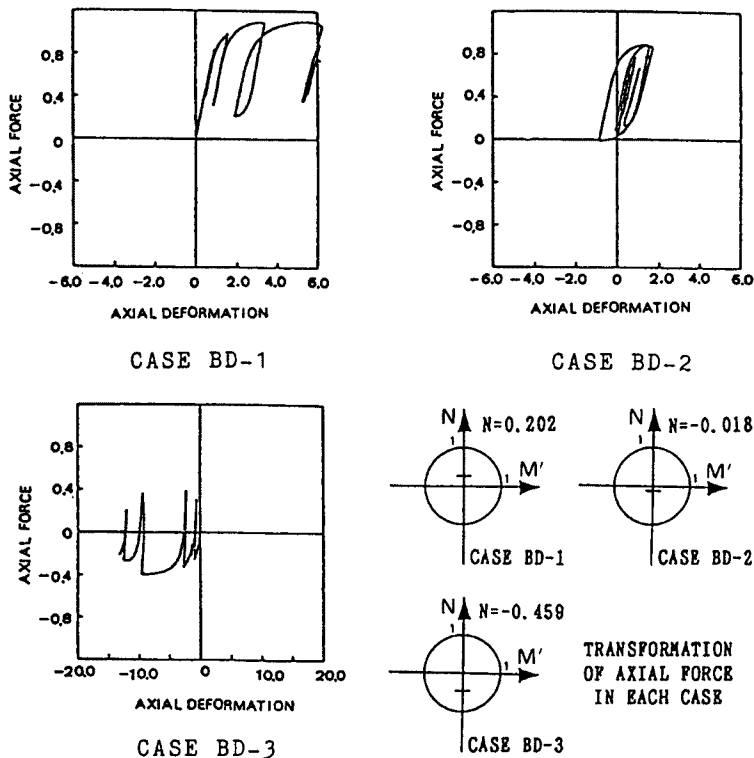 0.8
0.4
0
-0.4
-0.8
AXIAL FORCE
-6.0 -4.0 -2.0 0 2.0 4.0 6.0
AXIAL DEFORMATION
CASE BD-1
0.8
0.4
0
-0.4
-0.8
AXIAL FORCE
-6.0 -4.0 -2.0 0 2.0 4.0 6.0
AXIAL DEFORMATION
CASE BD-2
0.8
0.4
0
-0.4
-0.8
AXIAL FORCE
-20.0 -10.0 0 10.0 20.0
AXIAL DEFORMATION
CASE BD-3
N N=0.202
1
1 M'
CASE BD-1
N N=-0.018
1
1 M'
CASE BD-2
N N=-0.459
1
1 M'
CASE BD-3
TRANSFORMATION
OF AXIAL FORCE
IN EACH CASE